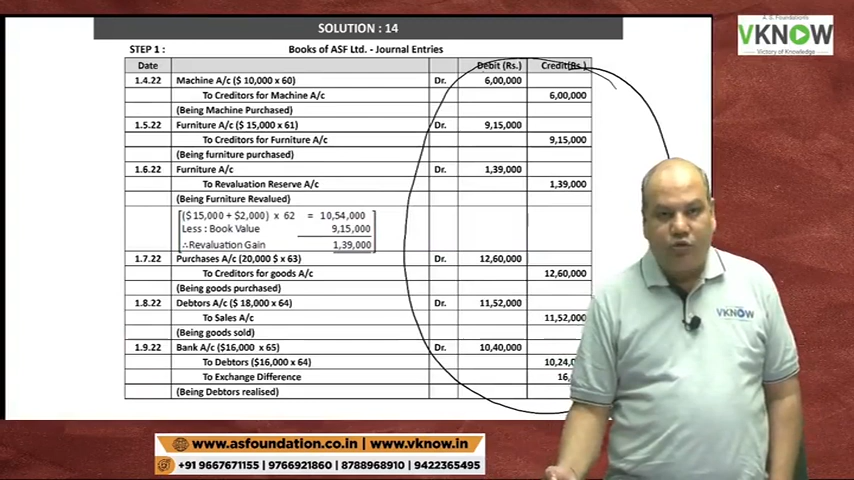 SOLUTION : 14
A. S. Foundation's
VKNOW
Victory of Knowledge
STEP 1 : Books of ASF Ltd. - Journal Entries
Date Debit (Rs.) Credit(Rs.)
1.4.22 Machine A/c ($ 10,000 x 60) Dr. 6,00,000
To Creditors for Machine A/c 6,00,000
(Being Machine Purchased)
1.5.22 Furniture A/c ($ 15,000 x 61) Dr. 9,15,000
To Creditors for Furniture A/c 9,15,000
(Being furniture purchased)
1.6.22 Furniture A/c Dr. 1,39,000
To Revaluation Reserve A/c 1,39,000
(Being Furniture Revalued)
($ 15,000 + $2,000) x 62 = 10,54,000
Less : Book Value 9,15,000
∴Revaluation Gain 1,39,000
1.7.22 Purchases A/c (20,000 $ x 63) Dr. 12,60,000
To Creditors for goods A/c 12,60,000
(Being goods purchased)
1.8.22 Debtors A/c ($ 18,000 x 64) Dr. 11,52,000
To Sales A/c 11,52,000
(Being goods sold)
1.9.22 Bank A/c ($16,000 x 65) Dr. 10,40,000
To Debtors ($16,000 x 64) 10,24,
To Exchange Difference 16,
(Being Debtors realised)
VKNOW
www.asfoundation.co.in | www.vknow.in
+91 9667671155 | 9766921860 | 8788968910 | 9422365495